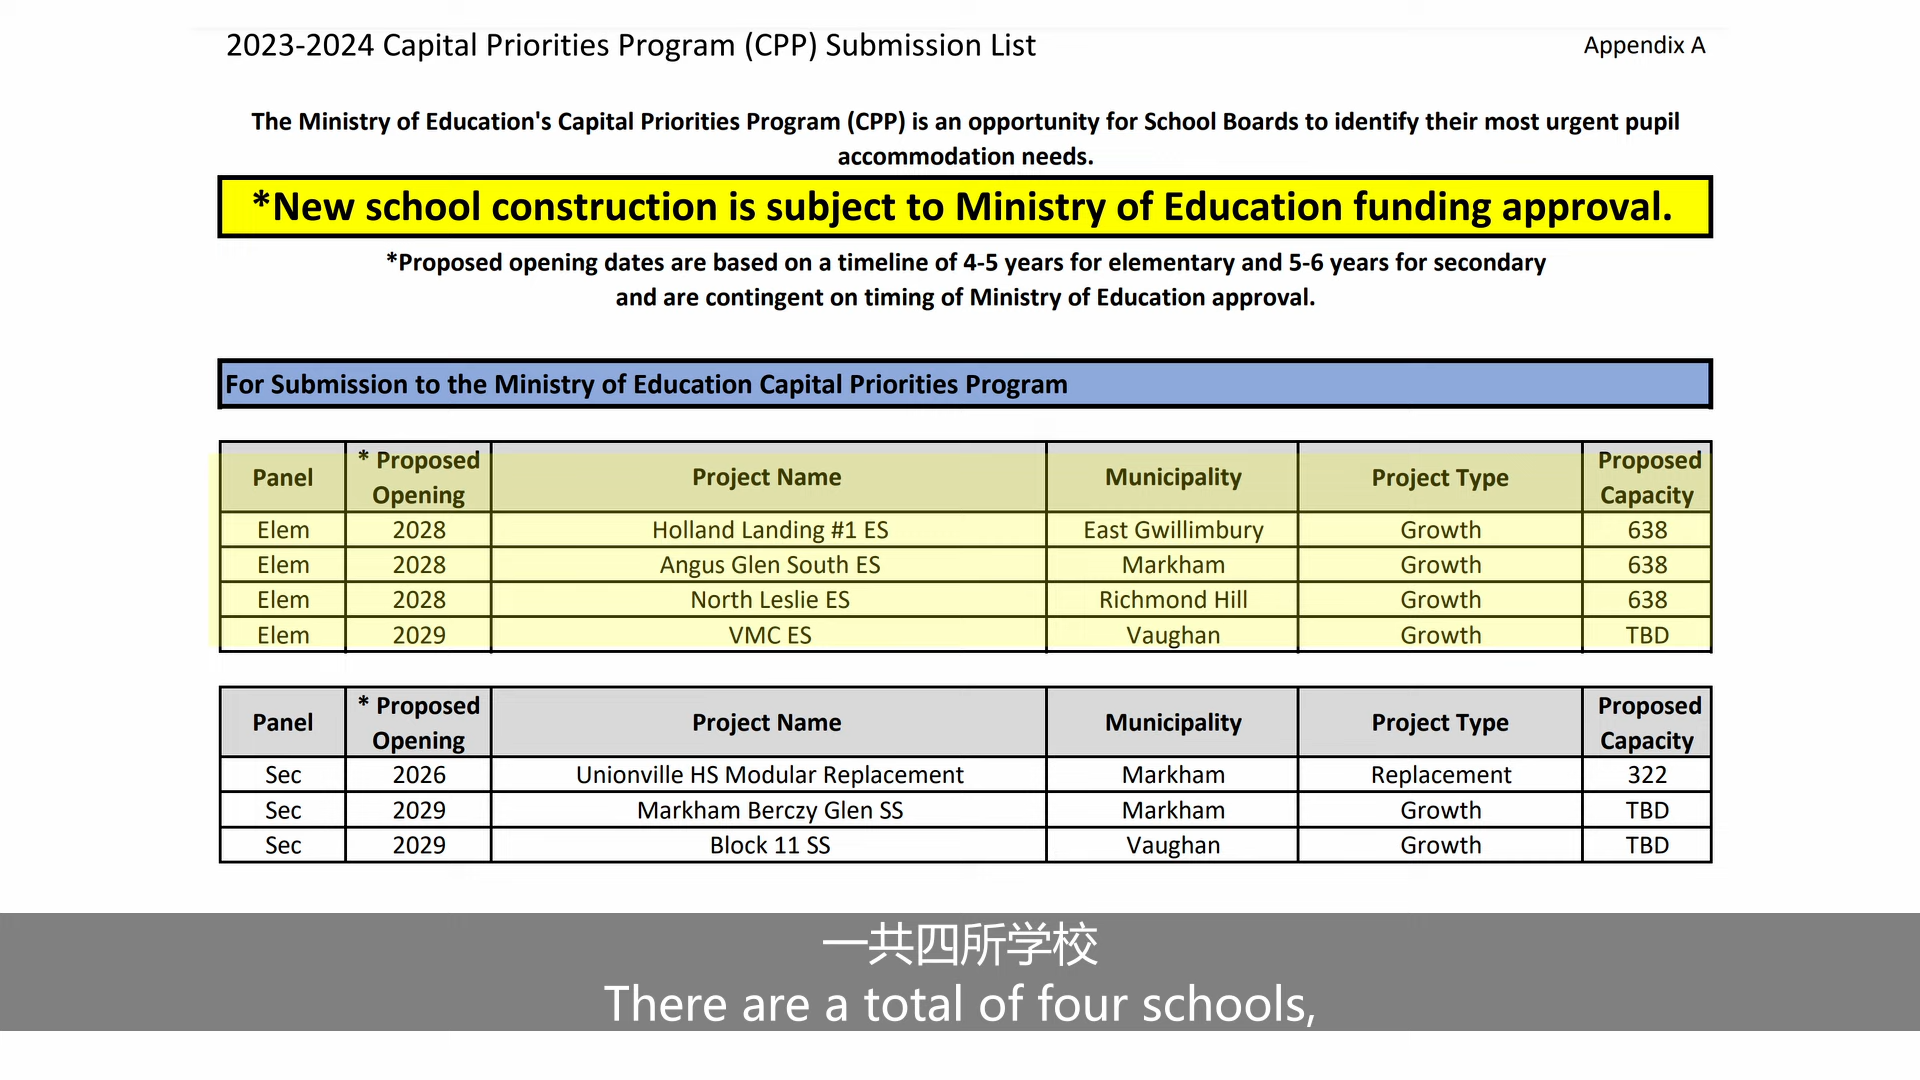 2023-2024 Capital Priorities Program (CPP) Submission List
Appendix A
The Ministry of Education's Capital Priorities Program (CPP) is an opportunity for School Boards to identify their most urgent pupil
accommodation needs.
*New school construction is subject to Ministry of Education funding approval.
*Proposed opening dates are based on a timeline of 4-5 years for elementary and 5-6 years for secondary
and are contingent on timing of Ministry of Education approval.
For Submission to the Ministry of Education Capital Priorities Program
Panel * Proposed Opening Project Name Municipality Project Type Proposed Capacity
Elem 2028 Holland Landing #1 ES East Gwillimbury Growth 638
Elem 2028 Angus Glen South ES Markham Growth 638
Elem 2028 North Leslie ES Richmond Hill Growth 638
Elem 2029 VMC ES Vaughan Growth TBD
Panel * Proposed Opening Project Name Municipality Project Type Proposed Capacity
Sec 2026 Unionville HS Modular Replacement Markham Replacement 322
Sec 2029 Markham Berczy Glen SS Markham Growth TBD
Sec 2029 Block 11 SS Vaughan Growth TBD
一共四所学校
There are a total of four schools,